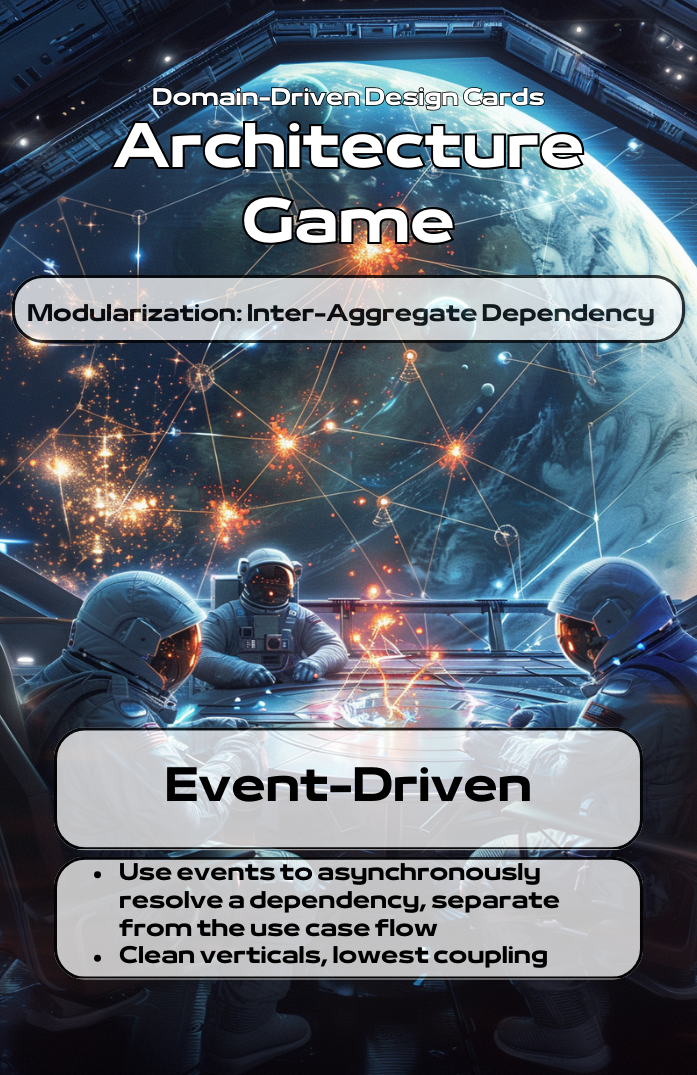 Domain-Driven Design Cards
Architecture
Game
Modularization: Inter-Aggregate Dependency
Event-Driven
• Use events to asynchronously
resolve a dependency, separate
from the use case flow
• Clean verticals, lowest coupling